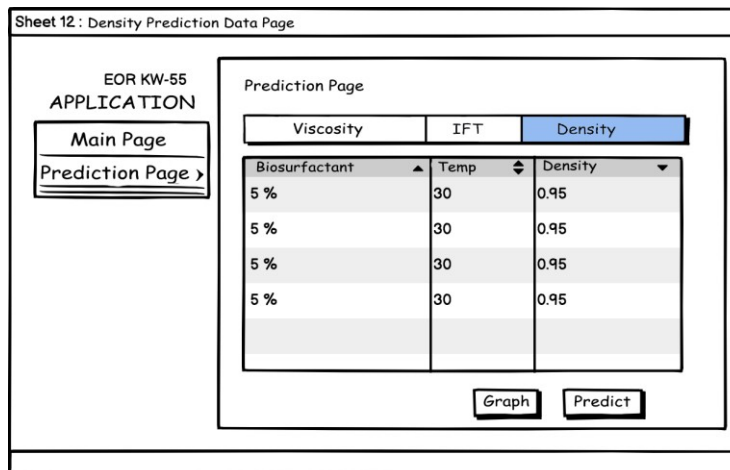 Sheet 12 : Density Prediction Data Page
EOR KW-55
APPLICATION
Main Page
Prediction Page
Prediction Page
Viscosity IFT Density
Biosurfactant Temp Density
5 % 30 0.95
5 % 30 0.95
5 % 30 0.95
5 % 30 0.95
Graph Predict